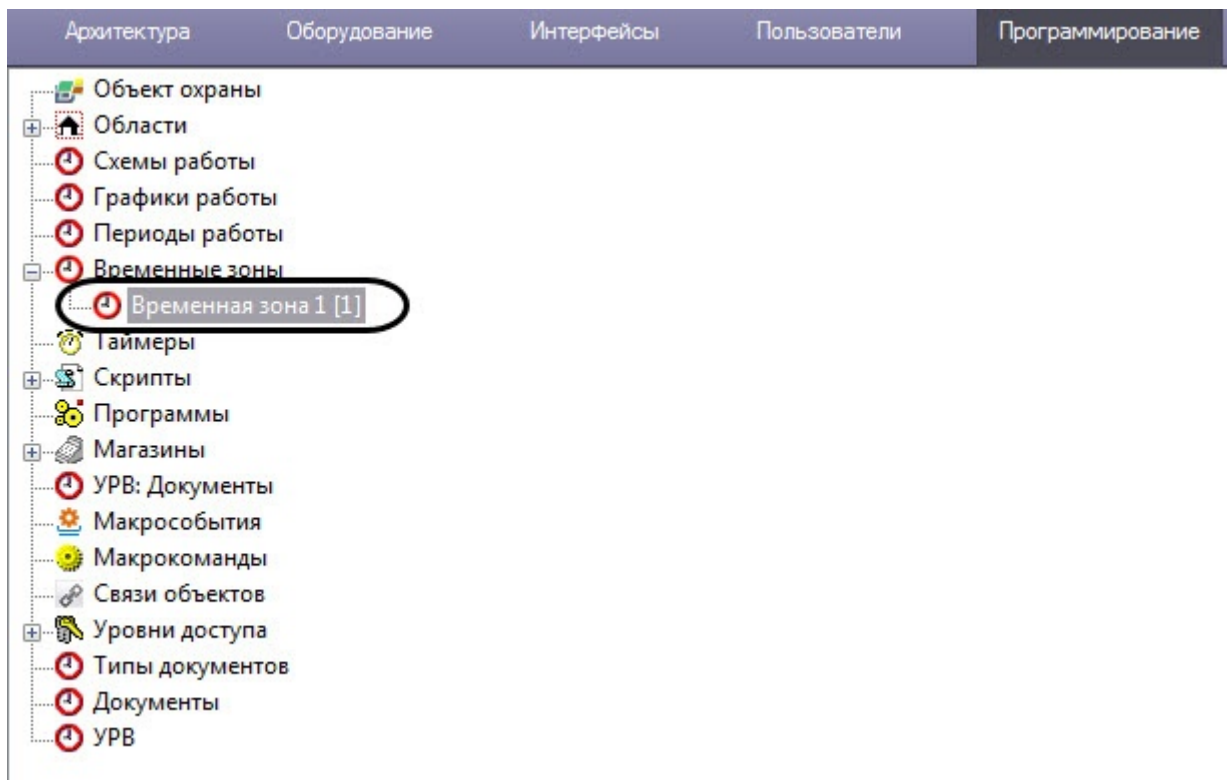 Архитектура Оборудование Интерфейсы Пользователи Программирование
Объект охраны
Области
Схемы работы
Графики работы
Периоды работы
Временные зоны
Временная зона 1 [1]
Таймеры
Скрипты
Программы
Магазины
УРВ: Документы
Макрособытия
Макрокоманды
Связи объектов
Уровни доступа
Типы документов
Документы
УРВ